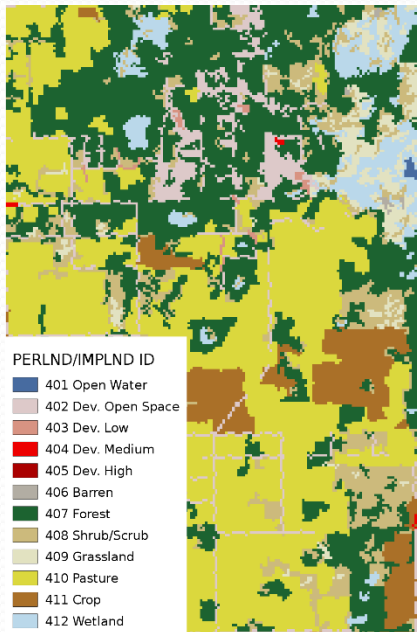 PERLND/IMPLND ID
401 Open Water
402 Dev. Open Space
403 Dev. Low
404 Dev. Medium
405 Dev. High
406 Barren
407 Forest
408 Shrub/Scrub
409 Grassland
410 Pasture
411 Crop
412 Wetland